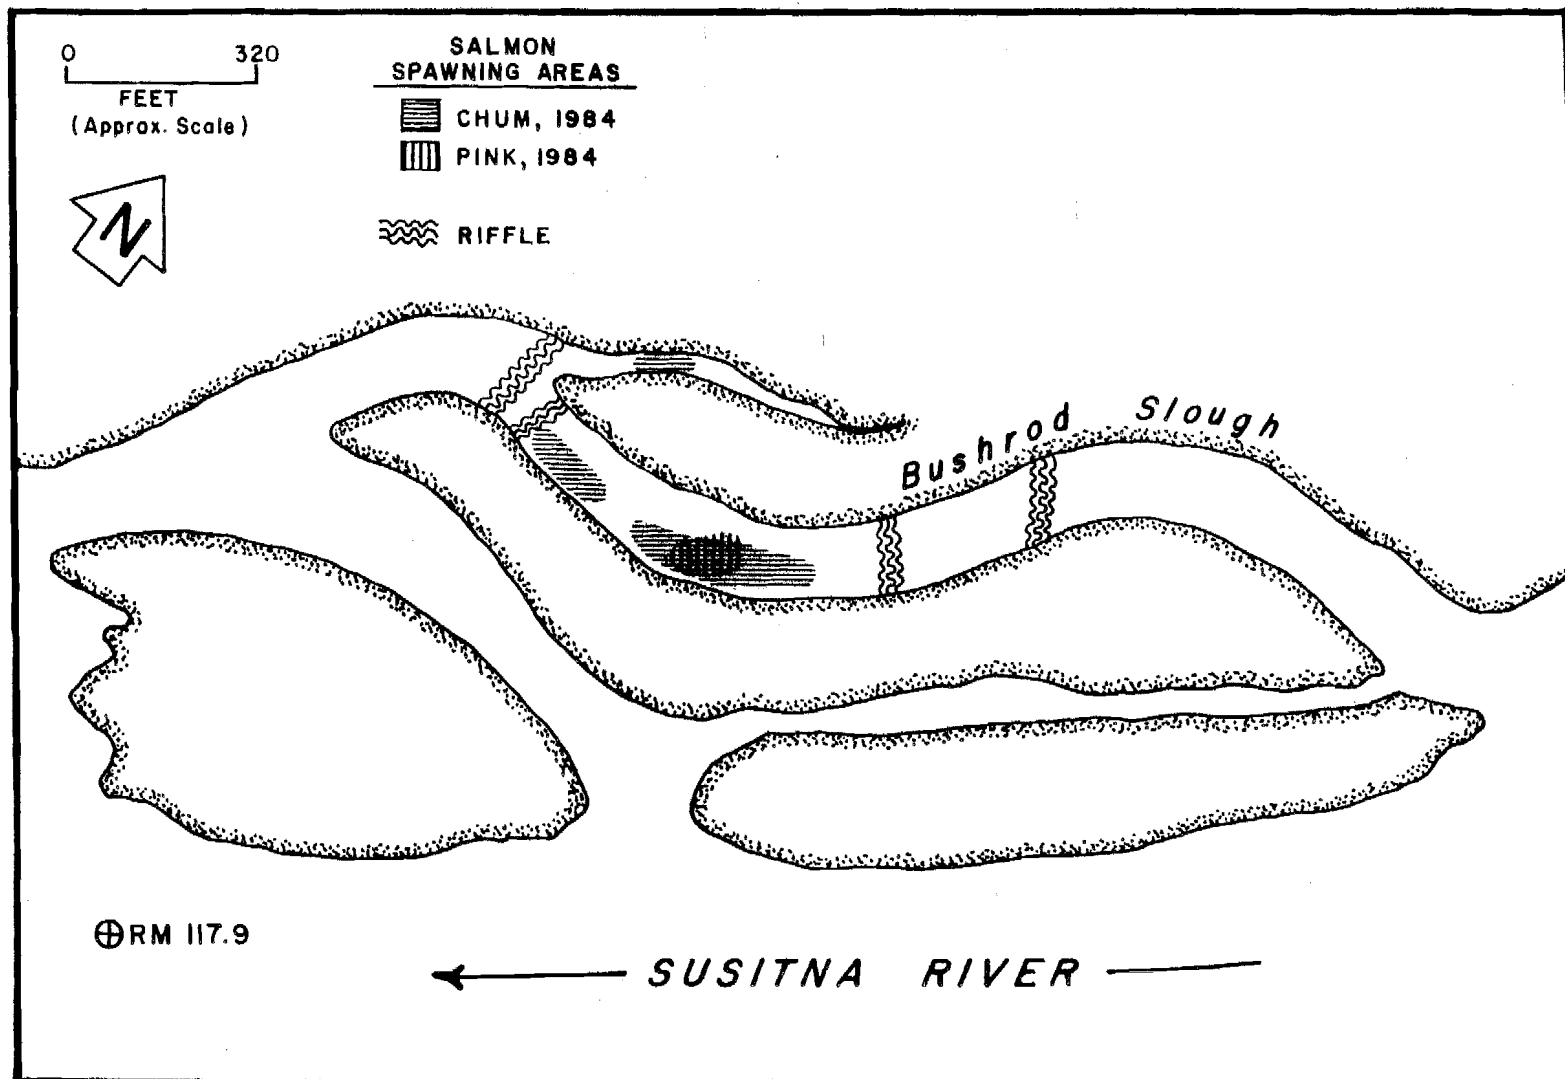 0 320
FEET
(Approx. Scale)
N
SALMON
SPAWNING AREAS
CHUM, 1984
PINK, 1984
RIFFLE
Bushrod Slough
RM 117.9
SUSITNA RIVER